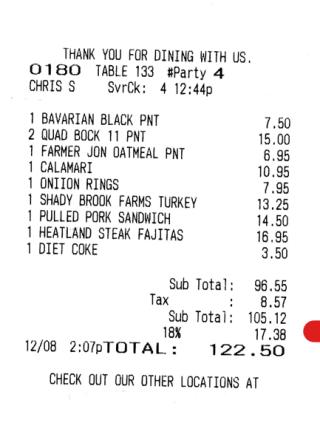 THANK YOU FOR DINING WITH US.
0180 TABLE 133 #Party 4
CHRIS S SvrCk: 4 12:44p
1 BAVARIAN BLACK PNT 7.50
2 QUAD BOCK 11 PNT 15.00
1 FARMER JON OATMEAL PNT 6.95
1 CALAMARI 10.95
1 ONIION RINGS 7.95
1 SHADY BROOK FARMS TURKEY 13.25
1 PULLED PORK SANDWICH 14.50
1 HEATLAND STEAK FAJITAS 16.95
1 DIET COKE 3.50
Sub Total: 96.55
Tax : 8.57
Sub Total: 105.12
18% 17.38
12/08 2:07pTOTAL: 122.50
CHECK OUT OUR OTHER LOCATIONS AT